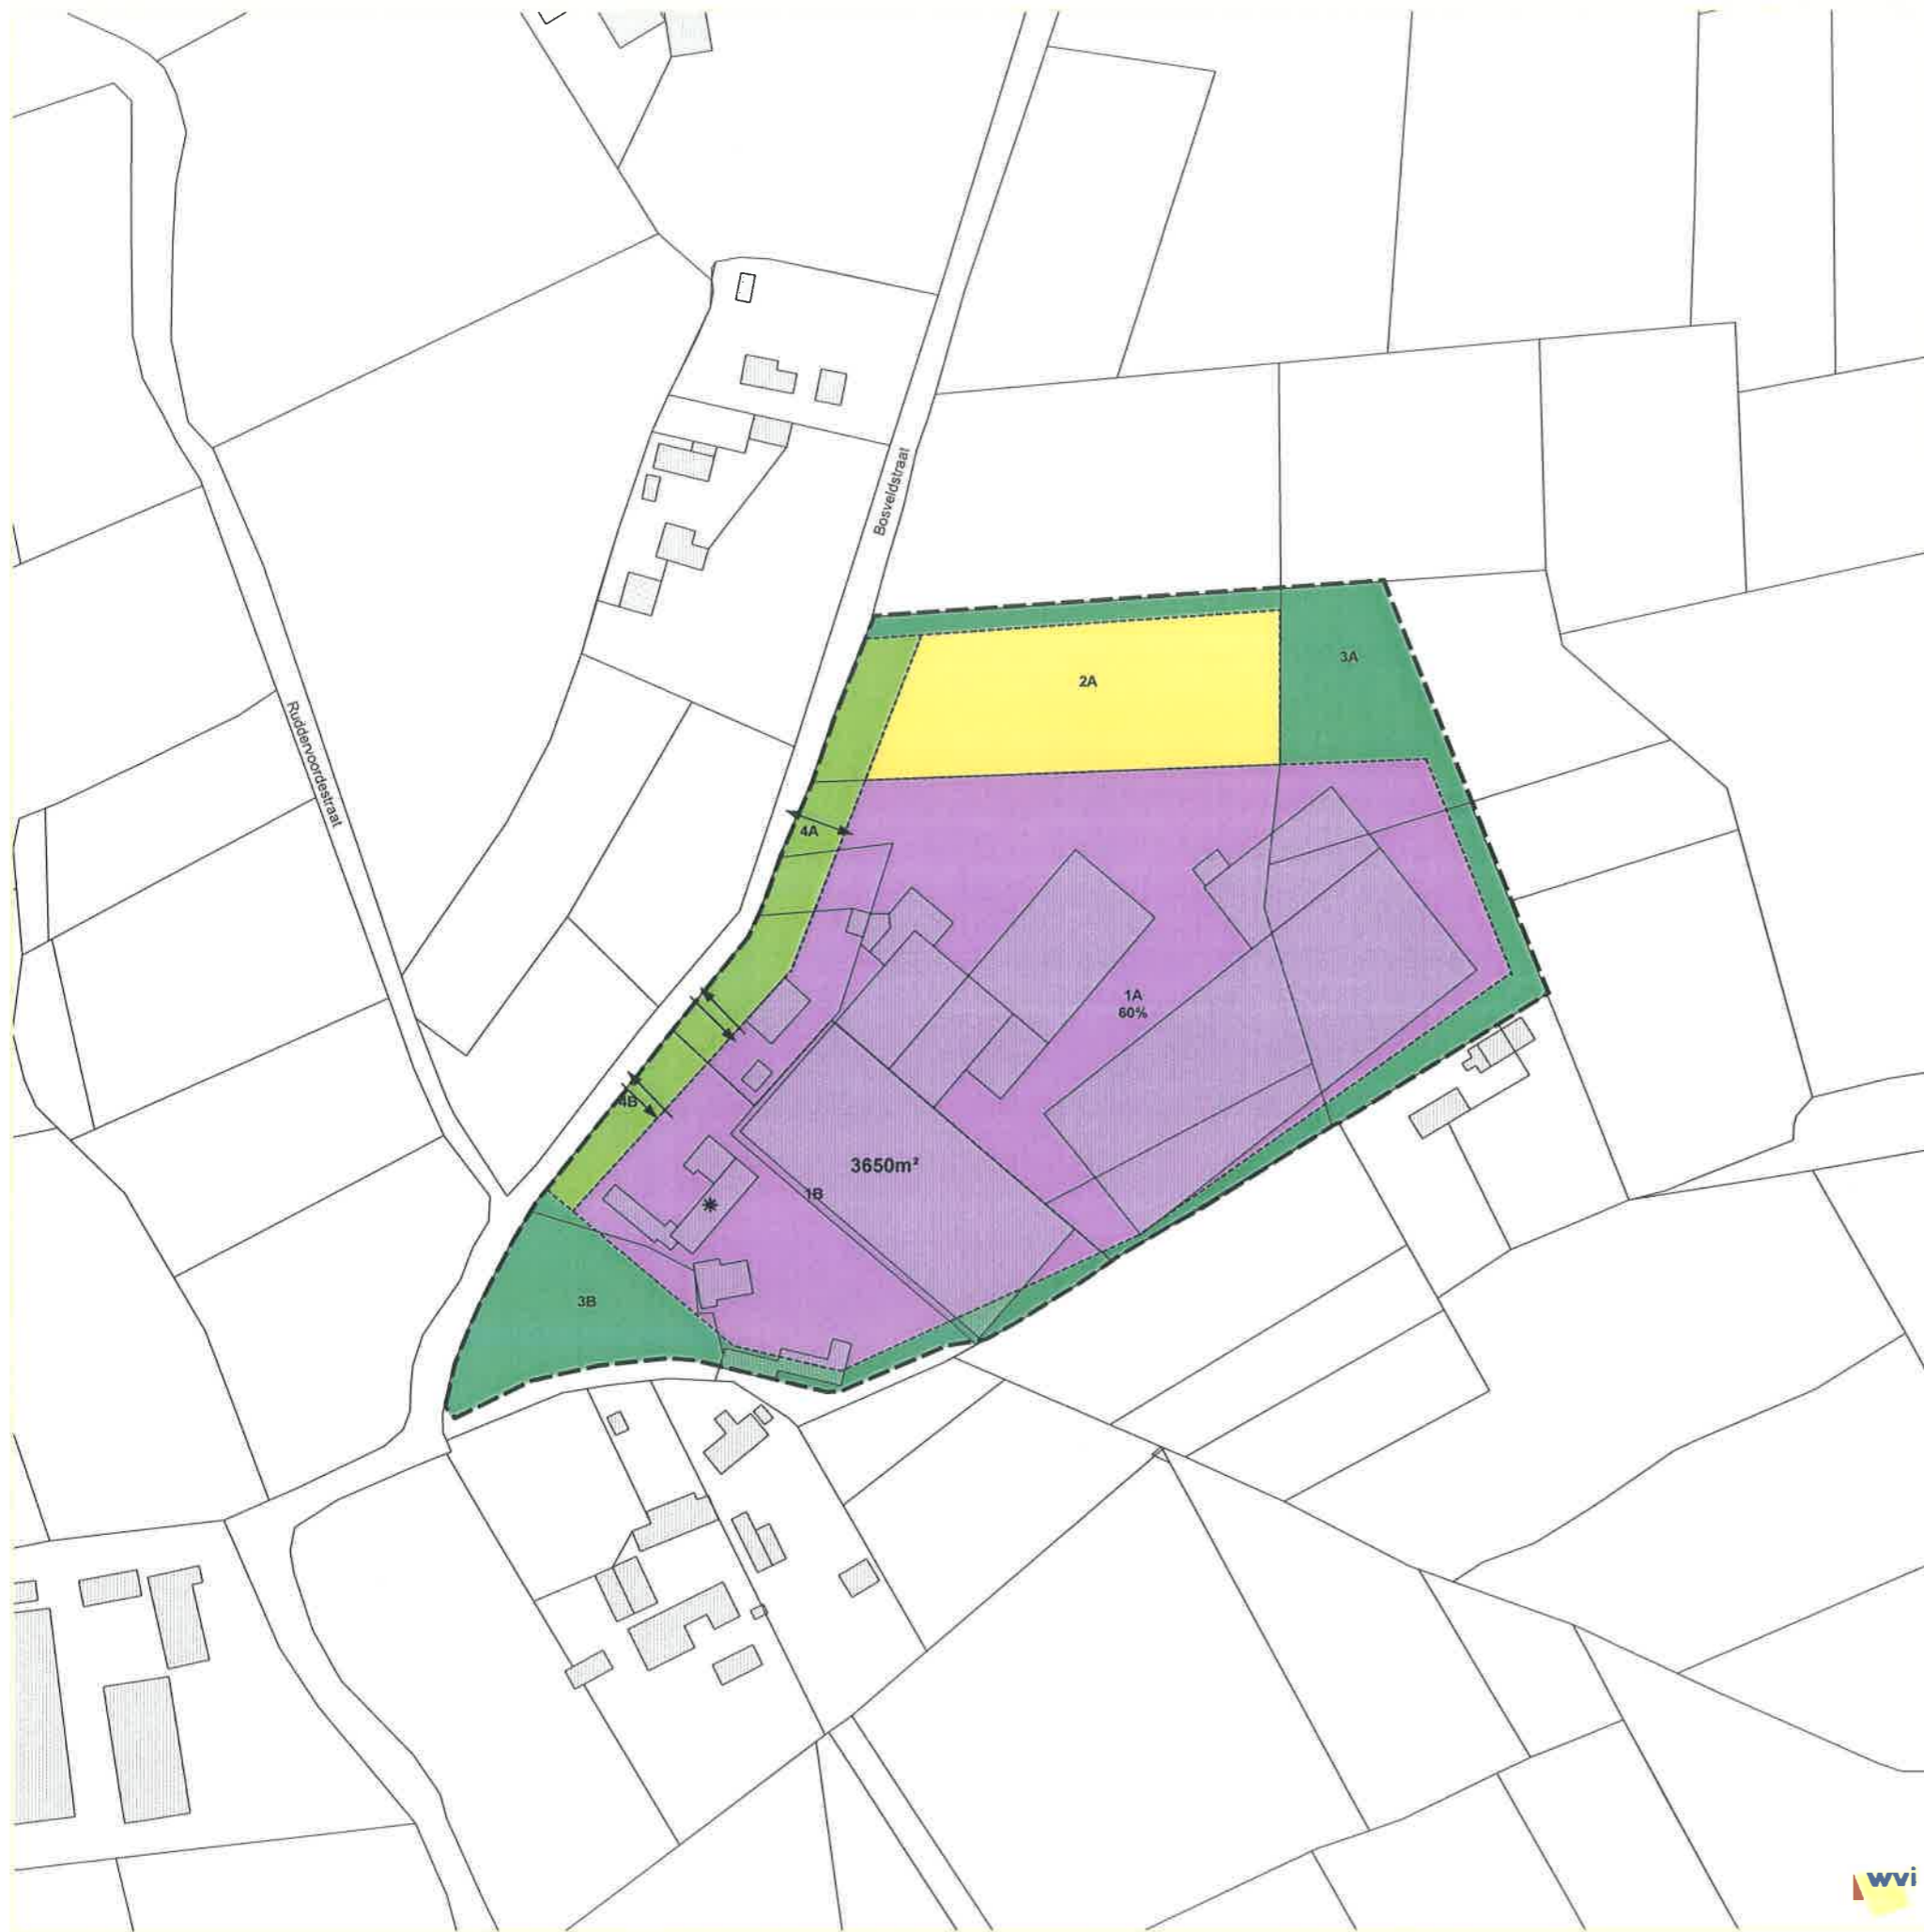 Bosveldstraat
2A
3A
Ruddervoordestraat
4A
1A
60%
4B
3650m²
1B
3B
wvi